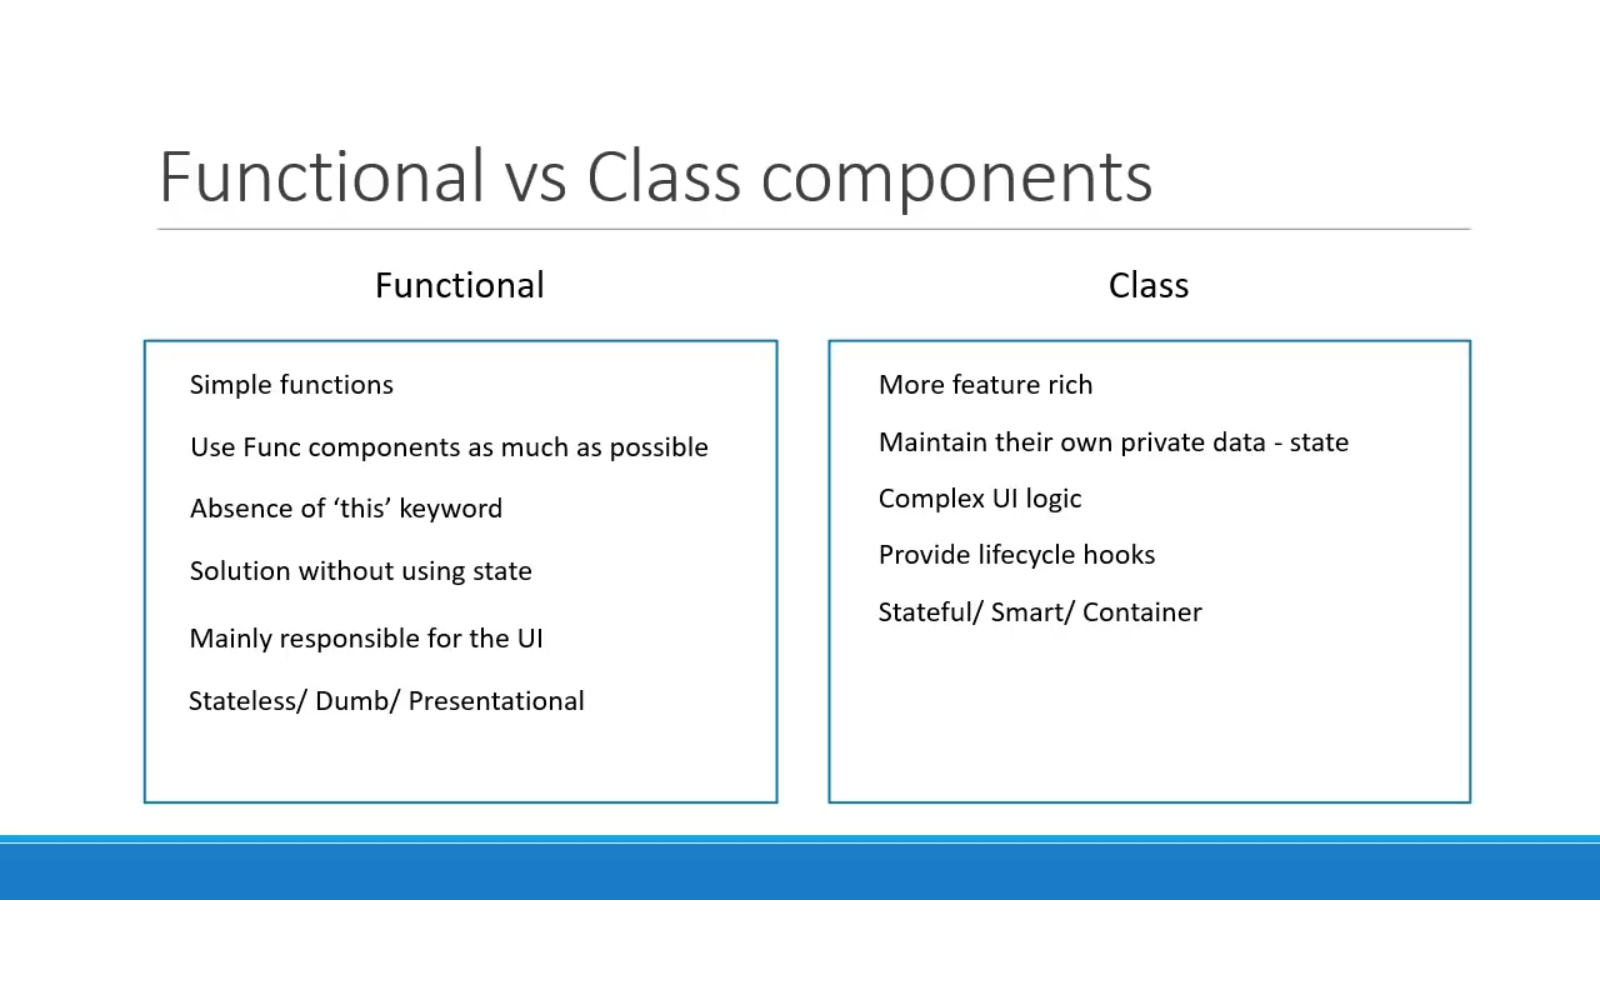 Functional vs Class components
Functional
Simple functions
Use Func components as much as possible
Absence of ‘this’ keyword
Solution without using state
Mainly responsible for the UI
Stateless/ Dumb/ Presentational
Class
More feature rich
Maintain their own private data - state
Complex UI logic
Provide lifecycle hooks
Stateful/ Smart/ Container